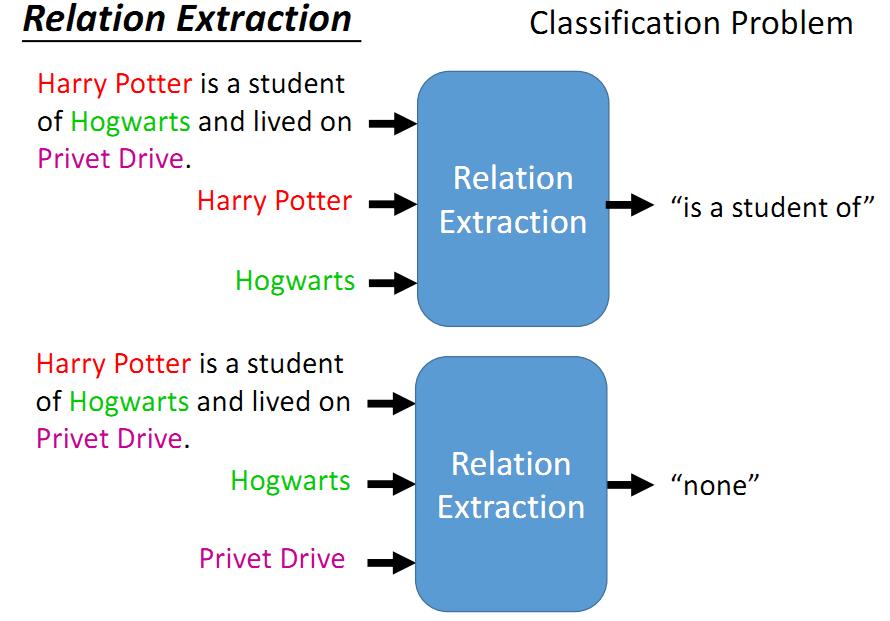 Relation Extraction
Classification Problem
Harry Potter is a student
of Hogwarts and lived on
Privet Drive.
Harry Potter
Hogwarts
Relation
Extraction
“is a student of”
Harry Potter is a student
of Hogwarts and lived on
Privet Drive.
Hogwarts
Privet Drive
Relation
Extraction
“none”